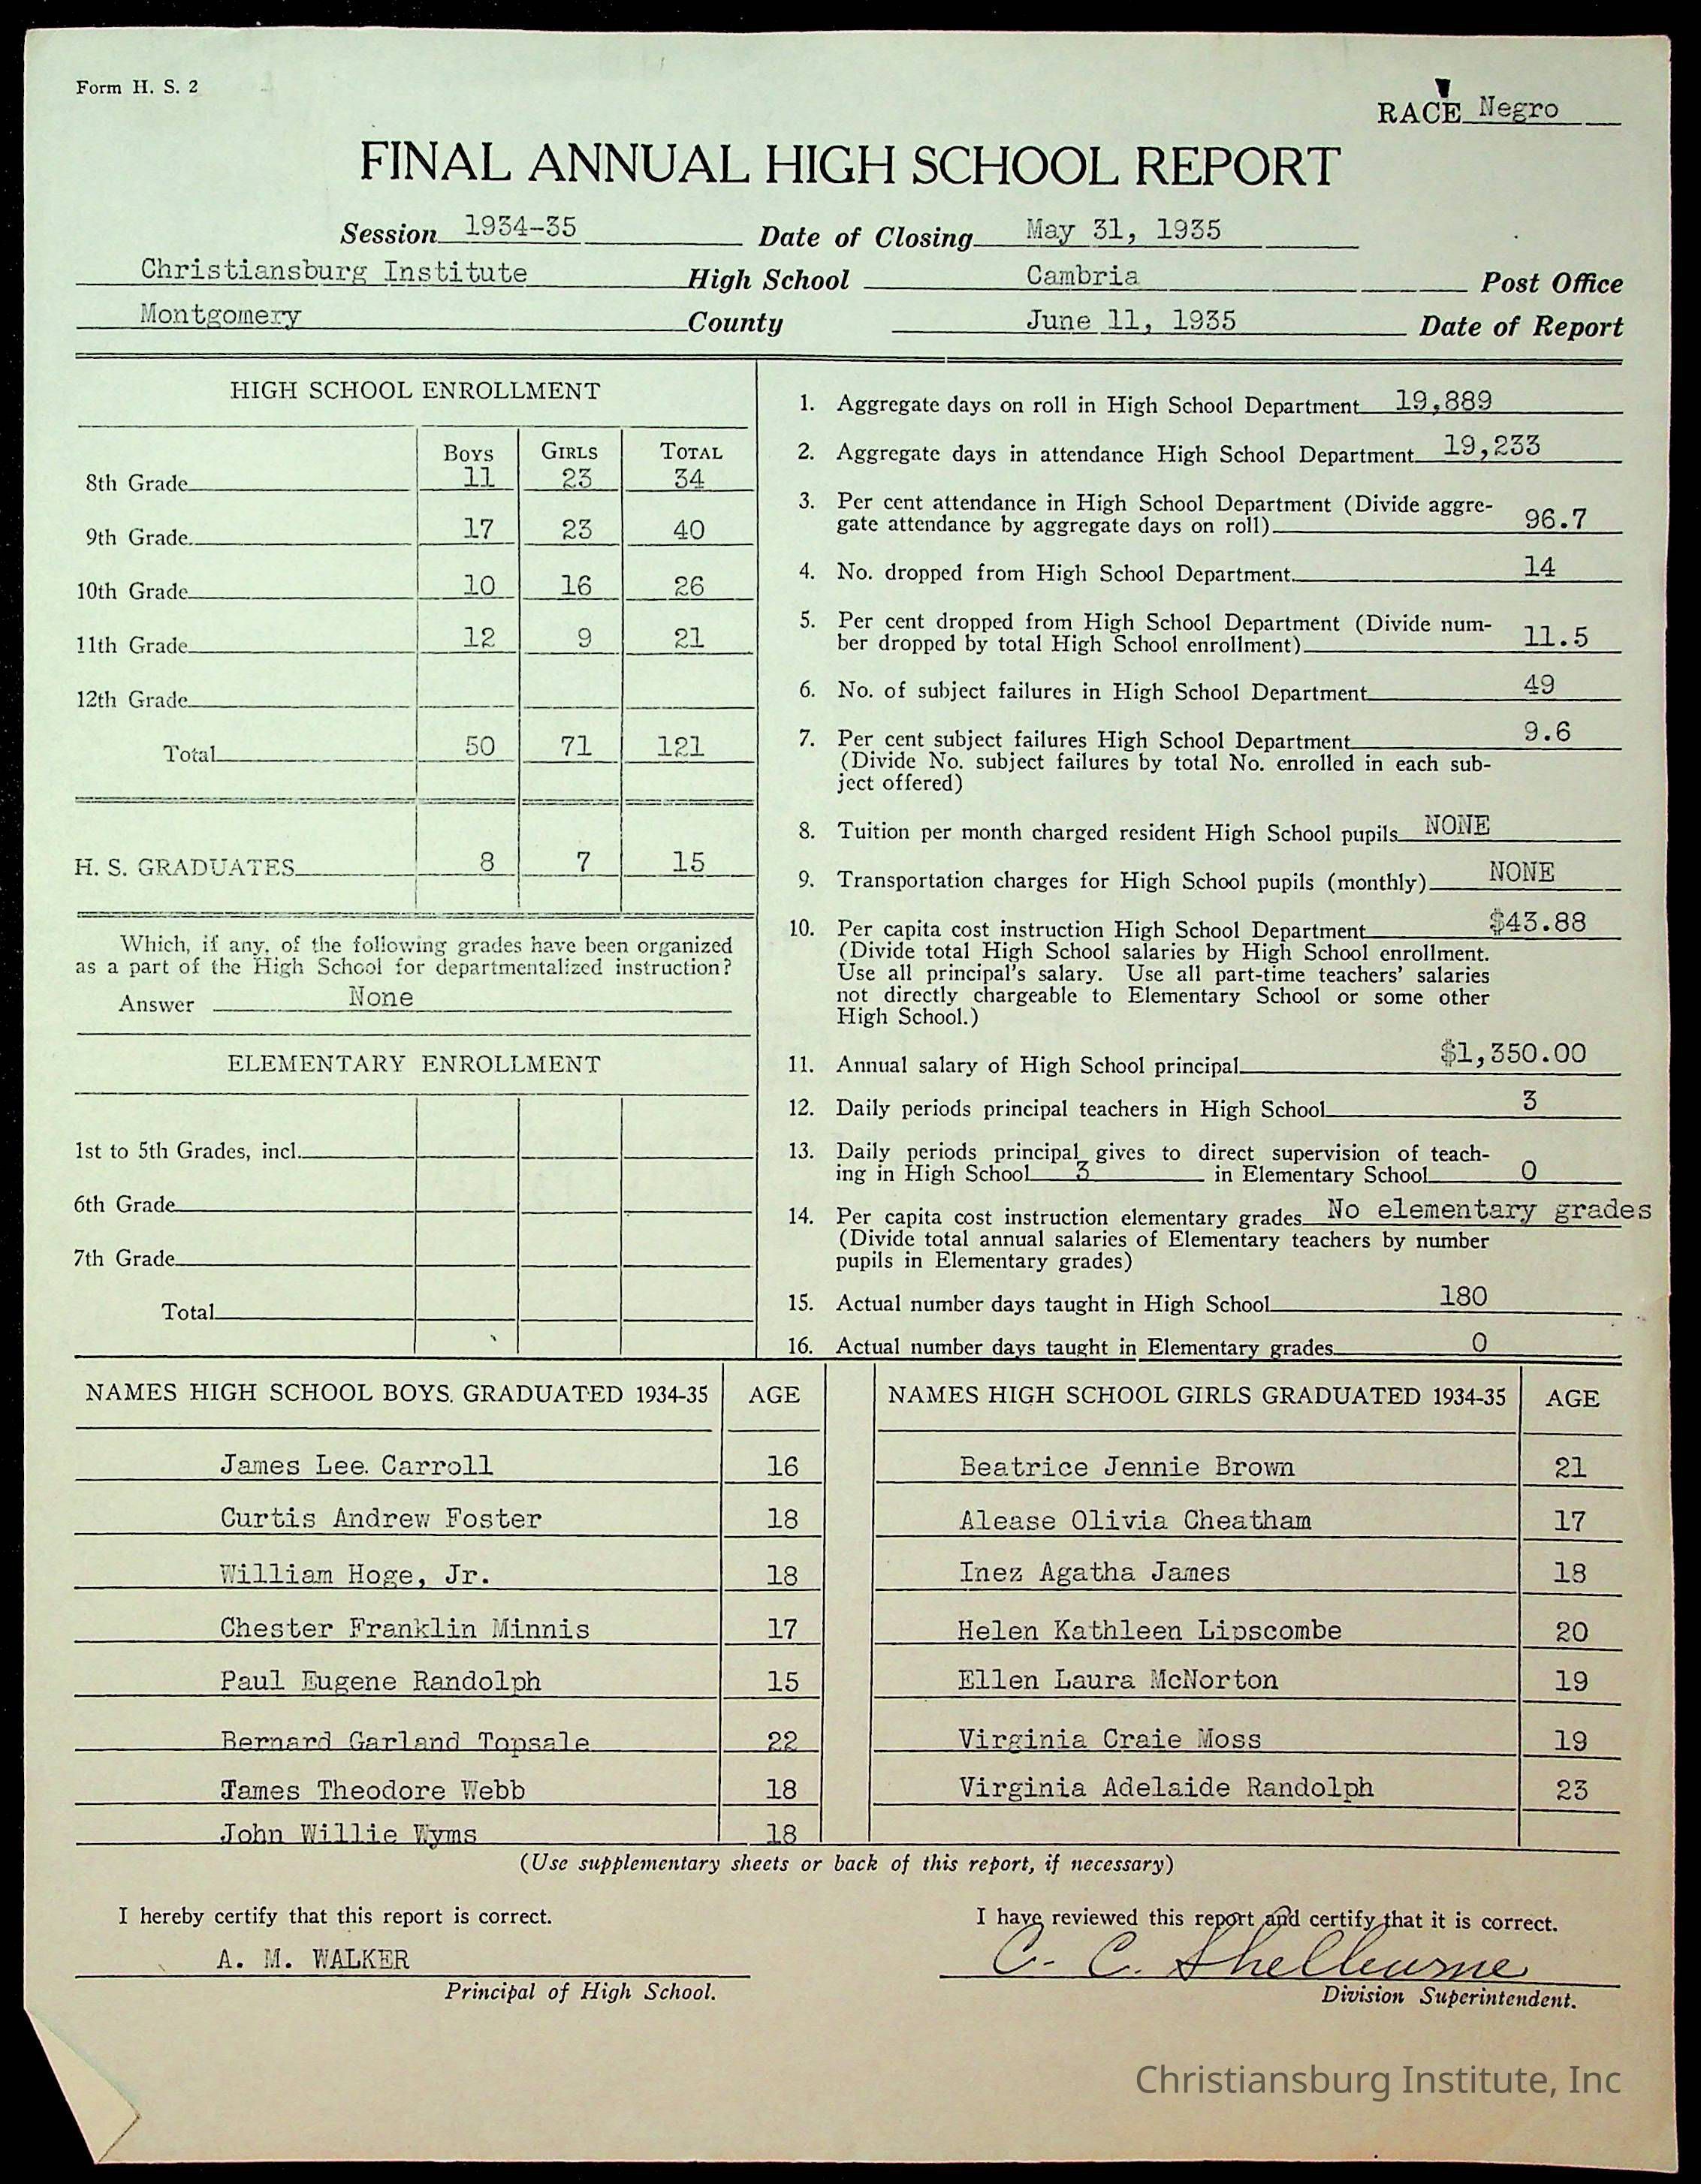 Form H. S. 2
RACE Negro
FINAL ANNUAL HIGH SCHOOL REPORT
Session 1934-35 Date of Closing May 31, 1935
Christiansburg Institute High School Cambria Post Office
Montgomery County June 11, 1935 Date of Report
HIGH SCHOOL ENROLLMENT
BOYS GIRLS TOTAL
8th Grade 11 23 34
9th Grade 17 23 40
10th Grade 10 16 26
11th Grade 12 9 21
12th Grade
Total 50 71 121
H. S. GRADUATES 8 7 15
Which, if any, of the following grades have been organized
as a part of the High School for departmentalized instruction?
Answer None
ELEMENTARY ENROLLMENT
1st to 5th Grades, incl.
6th Grade
7th Grade
Total
1. Aggregate days on roll in High School Department 19,889
2. Aggregate days in attendance High School Department 19,233
3. Per cent attendance in High School Department (Divide aggre-
gate attendance by aggregate days on roll) 96.7
4. No. dropped from High School Department 14
5. Per cent dropped from High School Department (Divide num-
ber dropped by total High School enrollment) 11.5
6. No. of subject failures in High School Department 49
7. Per cent subject failures High School Department 9.6
(Divide No. subject failures by total No. enrolled in each sub-
ject offered)
8. Tuition per month charged resident High School pupils NONE
9. Transportation charges for High School pupils (monthly) NONE
10. Per capita cost instruction High School Department $43.88
(Divide total High School salaries by High School enrollment.
Use all principal's salary. Use all part-time teachers' salaries
not directly chargeable to Elementary School or some other
High School.)
11. Annual salary of High School principal $1,350.00
12. Daily periods principal teachers in High School 3
13. Daily periods principal gives to direct supervision of teach-
ing in High School 3 in Elementary School 0
14. Per capita cost instruction elementary grades No elementary grades
(Divide total annual salaries of Elementary teachers by number
pupils in Elementary grades)
15. Actual number days taught in High School 180
16. Actual number days taught in Elementary grades 0
NAMES HIGH SCHOOL BOYS. GRADUATED 1934-35 AGE
James Lee Carroll 16
Curtis Andrew Foster 18
William Hoge, Jr. 18
Chester Franklin Minnis 17
Paul Eugene Randolph 15
Bernard Garland Topsale 22
James Theodore Webb 18
John Willie Wyms 18
NAMES HIGH SCHOOL GIRLS GRADUATED 1934-35 AGE
Beatrice Jennie Brown 21
Alease Olivia Cheatham 17
Inez Agatha James 18
Helen Kathleen Lipscombe 20
Ellen Laura McNorton 19
Virginia Craie Moss 19
Virginia Adelaide Randolph 23
(Use supplementary sheets or back of this report, if necessary)
I hereby certify that this report is correct.
A. M. WALKER
Principal of High School.
I have reviewed this report and certify that it is correct.
C. C. Shelburne
Division Superintendent.
Christiansburg Institute, Inc